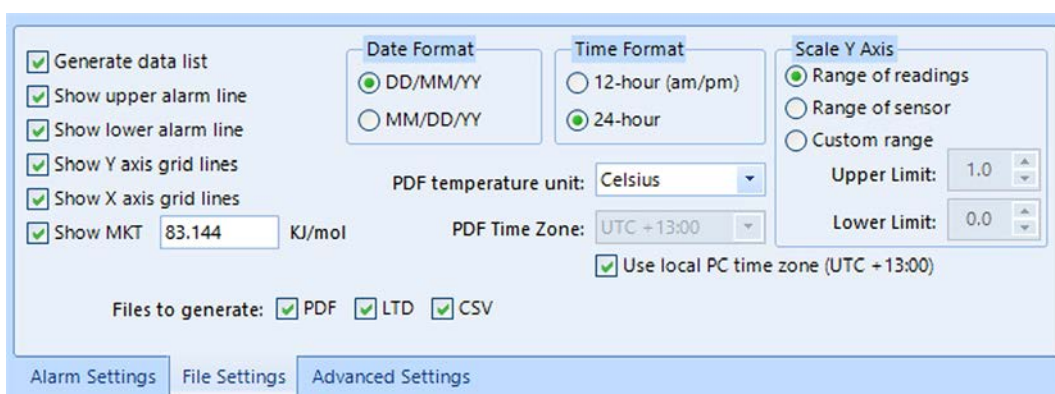 Generate data list
Show upper alarm line
Show lower alarm line
Show Y axis grid lines
Show X axis grid lines
Show MKT 83.144 KJ/mol
Date Format
DD/MM/YY
MM/DD/YY
Time Format
12-hour (am/pm)
24-hour
PDF temperature unit: Celsius
PDF Time Zone: UTC +13:00
Use local PC time zone (UTC +13:00)
Scale Y Axis
Range of readings
Range of sensor
Custom range
Upper Limit: 1.0
Lower Limit: 0.0
Files to generate: PDF LTD CSV
Alarm Settings File Settings Advanced Settings